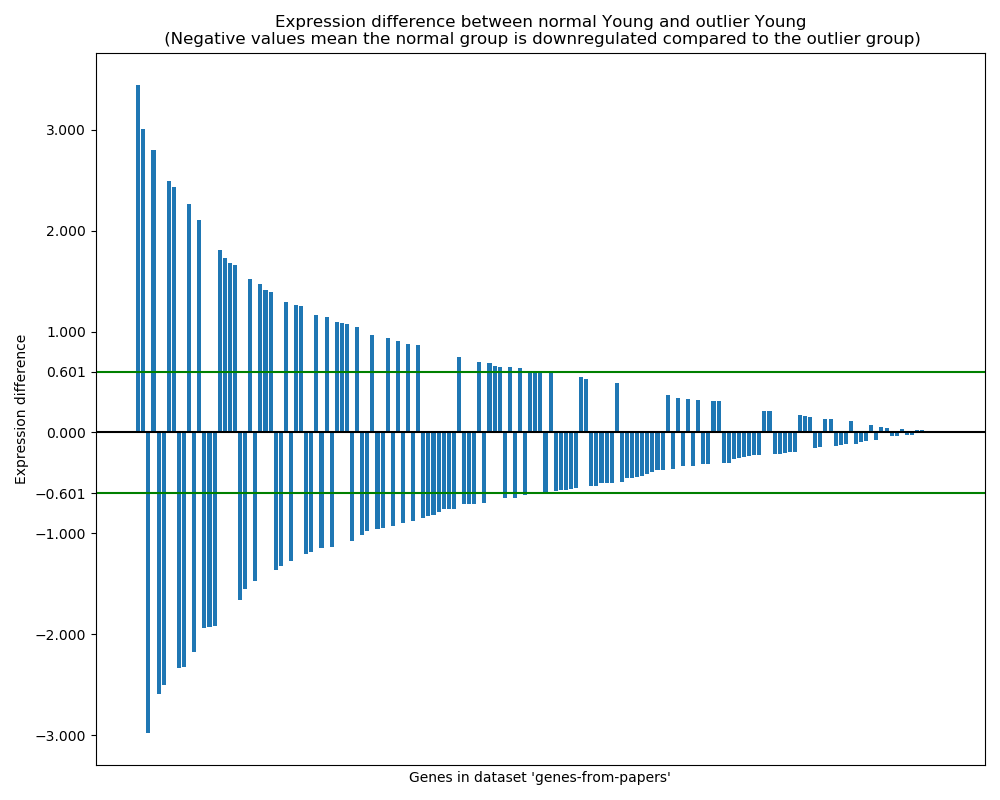 Expression difference between normal Young and outlier Young
(Negative values mean the normal group is downregulated compared to the outlier group)
3.000
2.000
1.000
0.601
0.000
−0.601
−1.000
−2.000
−3.000
Expression difference
Genes in dataset 'genes-from-papers'